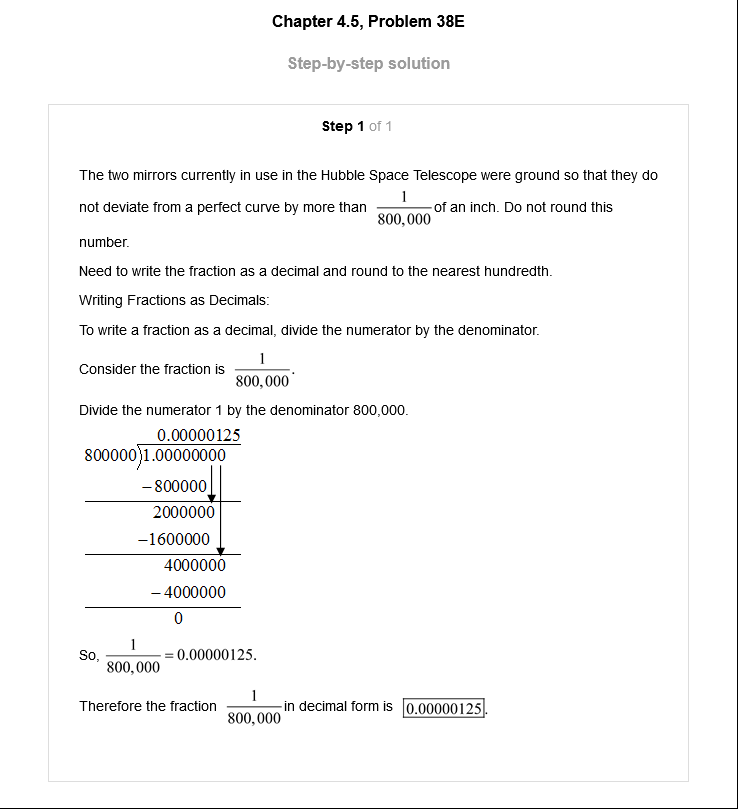 Chapter 4.5, Problem 38E
Step-by-step solution
Step 1 of 1
The two mirrors currently in use in the Hubble Space Telescope were ground so that they do
not deviate from a perfect curve by more than 1/800,000 of an inch. Do not round this
number.
Need to write the fraction as a decimal and round to the nearest hundredth.
Writing Fractions as Decimals:
To write a fraction as a decimal, divide the numerator by the denominator.
Consider the fraction is 1/800,000.
Divide the numerator 1 by the denominator 800,000.
0.00000125
800000)1.00000000
−800000
2000000
−1600000
4000000
−4000000
0
So, 1/800,000 = 0.00000125.
Therefore the fraction 1/800,000 in decimal form is 0.00000125.